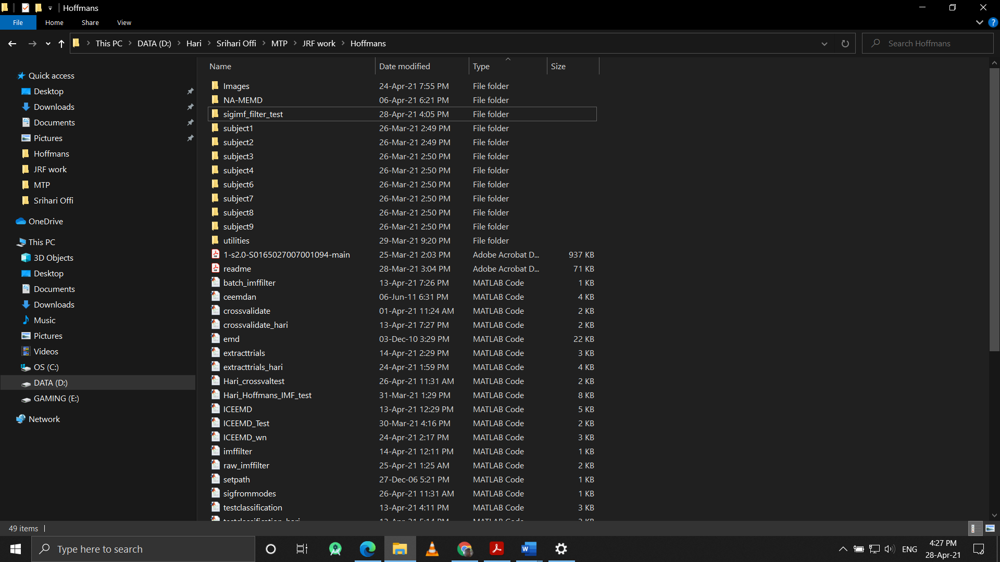 Hoffmans
File Home Share View
This PC DATA (D:) Hari Srihari Offi MTP JRF work Hoffmans
Search Hoffmans
Name Date modified Type Size
Quick access
Desktop
Downloads
Documents
Pictures
Hoffmans
JRF work
MTP
Srihari Offi
OneDrive
This PC
3D Objects
Desktop
Documents
Downloads
Music
Pictures
Videos
OS (C:)
DATA (D:)
GAMING (E:)
Network
Images 24-Apr-21 7:55 PM File folder
NA-MEMD 06-Apr-21 6:21 PM File folder
sigimf_filter_test 28-Apr-21 4:05 PM File folder
subject1 26-Mar-21 2:49 PM File folder
subject2 26-Mar-21 2:49 PM File folder
subject3 26-Mar-21 2:50 PM File folder
subject4 26-Mar-21 2:50 PM File folder
subject6 26-Mar-21 2:50 PM File folder
subject7 26-Mar-21 2:50 PM File folder
subject8 26-Mar-21 2:50 PM File folder
subject9 26-Mar-21 2:50 PM File folder
utilities 29-Mar-21 9:20 PM File folder
1-s2.0-S0165027007001094-main 25-Mar-21 2:03 PM Adobe Acrobat D... 937 KB
readme 28-Mar-21 3:04 PM Adobe Acrobat D... 71 KB
batch_imffilter 13-Apr-21 7:26 PM MATLAB Code 1 KB
ceemdan 06-Jun-11 6:31 PM MATLAB Code 4 KB
crossvalidate 01-Apr-21 11:24 AM MATLAB Code 2 KB
crossvalidate_hari 13-Apr-21 7:27 PM MATLAB Code 2 KB
emd 03-Dec-10 3:29 PM MATLAB Code 22 KB
extracttrials 14-Apr-21 2:29 PM MATLAB Code 3 KB
extracttrials_hari 24-Apr-21 1:59 PM MATLAB Code 4 KB
Hari_crossvaltest 26-Apr-21 11:31 AM MATLAB Code 2 KB
Hari_Hoffmans_IMF_test 31-Mar-21 1:29 PM MATLAB Code 8 KB
ICEEMD 13-Apr-21 12:29 PM MATLAB Code 5 KB
ICEEMD_Test 30-Mar-21 4:16 PM MATLAB Code 2 KB
ICEEMD_wn 24-Apr-21 2:17 PM MATLAB Code 3 KB
imffilter 14-Apr-21 12:11 PM MATLAB Code 1 KB
raw_imffilter 25-Apr-21 1:25 AM MATLAB Code 2 KB
setpath 27-Dec-06 5:21 PM MATLAB Code 1 KB
sigfrommodes 26-Apr-21 11:31 AM MATLAB Code 1 KB
testclassification 13-Apr-21 4:11 PM MATLAB Code 3 KB
49 items
Type here to search
ENG
4:27 PM
28-Apr-21